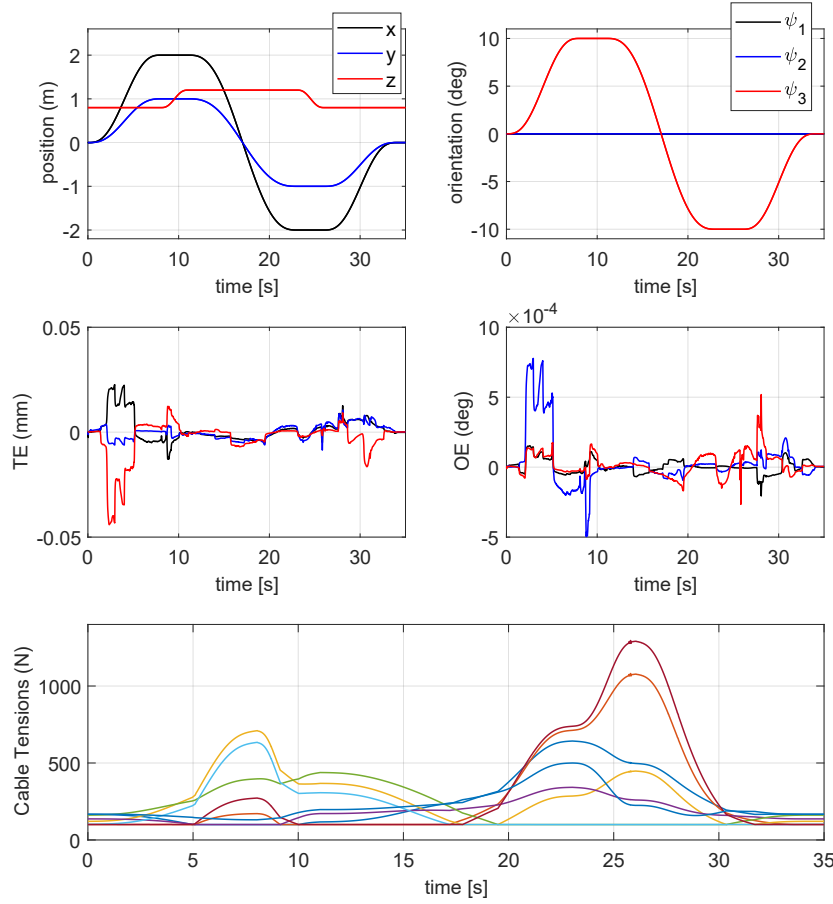 position (m)
2
1
0
-1
-2
0 10 20 30
time [s]
x
y
z
orientation (deg)
10
5
0
-5
-10
0 10 20 30
time [s]
ψ1
ψ2
ψ3
TE (mm)
0.05
0
-0.05
0 10 20 30
time [s]
OE (deg)
×10-4
10
5
0
-5
0 10 20 30
time [s]
Cable Tensions (N)
1000
500
0
0 5 10 15 20 25 30 35
time [s]